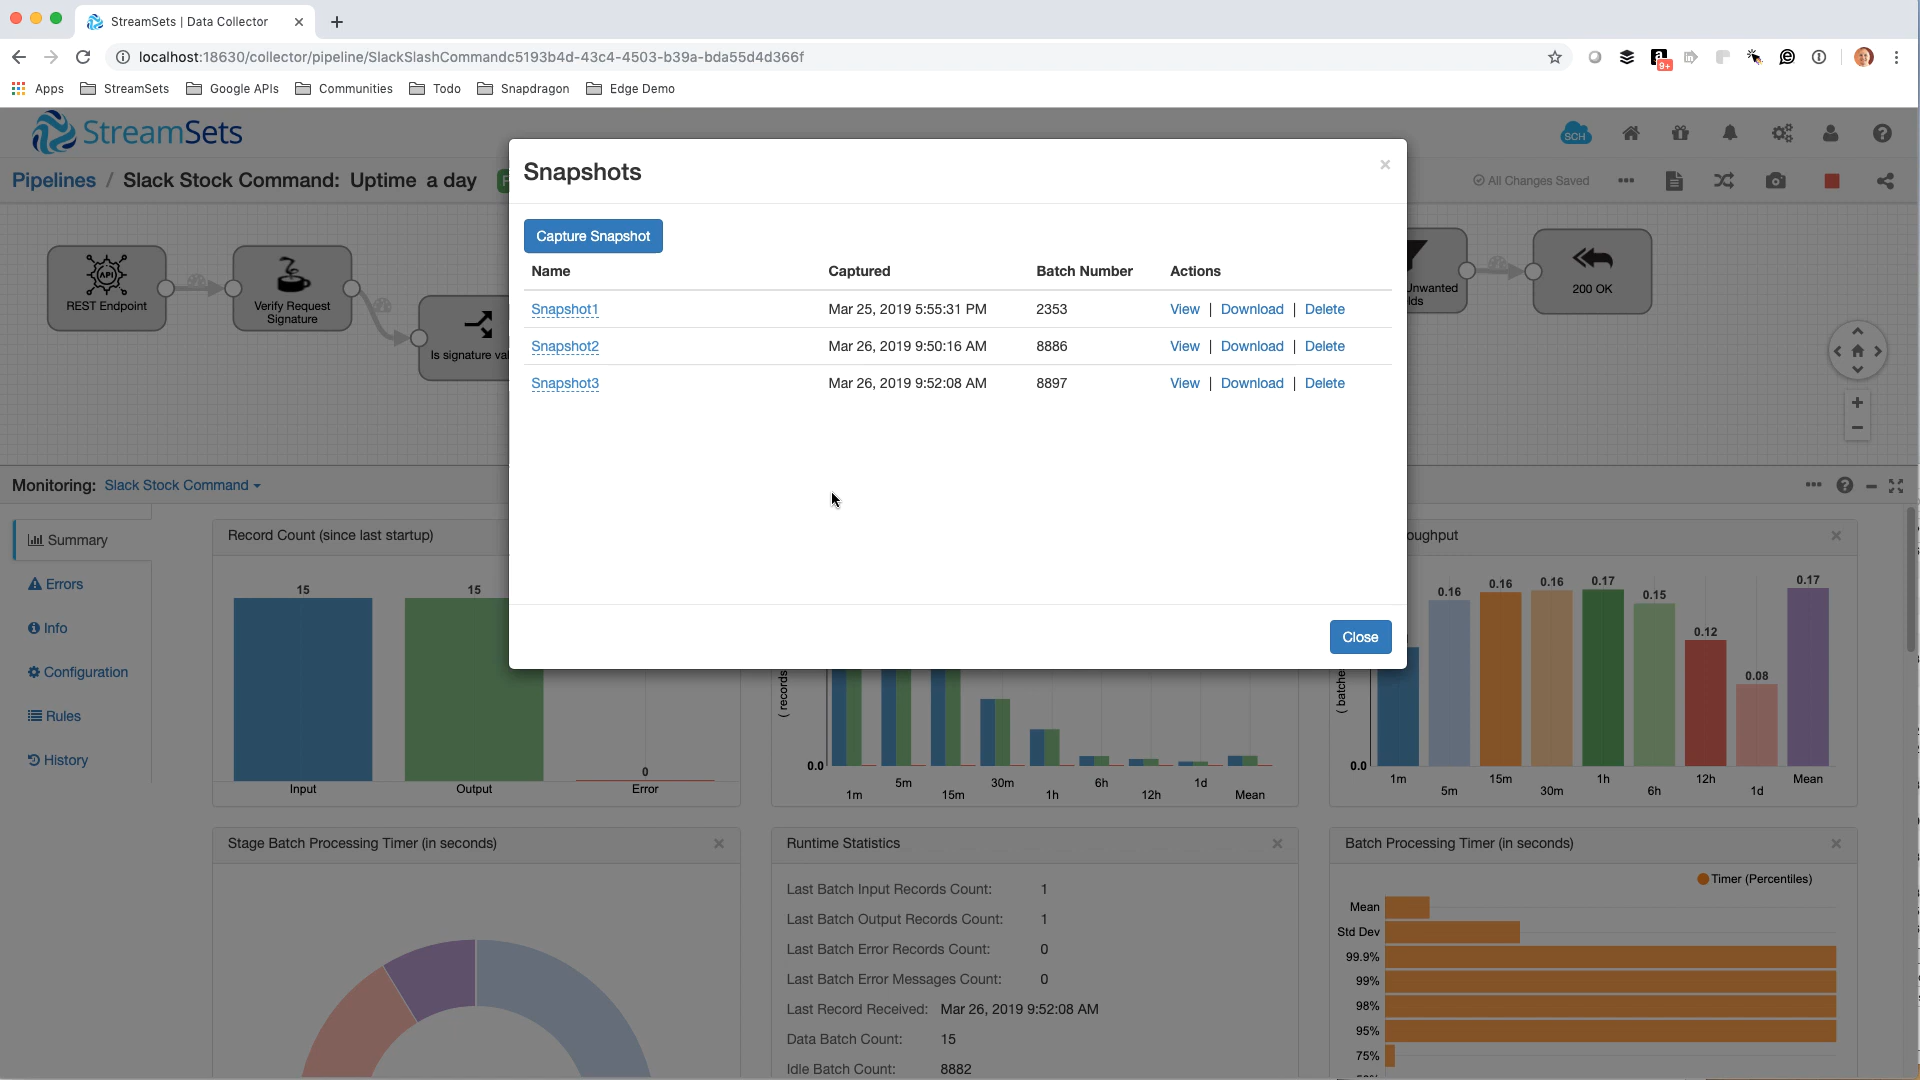 StreamSets | Data Collector
localhost:18630/collector/pipeline/SlackSlashCommandc5193b4d-43c4-4503-b39a-bda55d4d366f
9+
Apps StreamSets Google APIs Communities Todo Snapdragon Edge Demo
StreamSets
SCH
Pipelines / Slack Stock Command: Uptime a day
All Changes Saved
Snapshots
Capture Snapshot
Name Captured Batch Number Actions
Snapshot1 Mar 25, 2019 5:55:31 PM 2353 View | Download | Delete
Snapshot2 Mar 26, 2019 9:50:16 AM 8886 View | Download | Delete
Snapshot3 Mar 26, 2019 9:52:08 AM 8897 View | Download | Delete
Close
API
REST Endpoint
Verify Request
Signature
Is signature val
Unwanted
lds
200 OK
Monitoring: Slack Stock Command
Summary
Errors
Info
Configuration
Rules
History
Record Count (since last startup)
15 15 0
Input Output Error
( records
0.0
1m 5m 15m 30m 1h 6h 12h 1d Mean
oughput
( batche
0.16 0.16 0.16 0.17 0.15 0.12 0.08 0.17
0.0
1m 5m 15m 30m 1h 6h 12h 1d Mean
Stage Batch Processing Timer (in seconds)
Runtime Statistics
Last Batch Input Records Count: 1
Last Batch Output Records Count: 1
Last Batch Error Records Count: 0
Last Batch Error Messages Count: 0
Last Record Received: Mar 26, 2019 9:52:08 AM
Data Batch Count: 15
Idle Batch Count: 8882
Batch Processing Timer (in seconds)
Timer (Percentiles)
Mean
Std Dev
99.9%
99%
98%
95%
75%